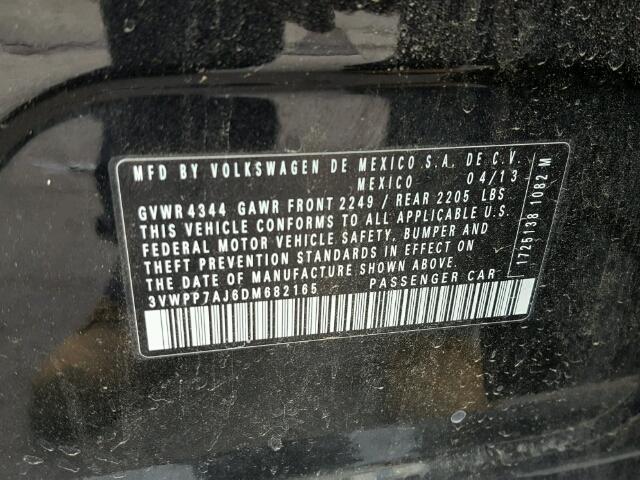 MFD BY VOLKSWAGEN DE MEXICO S.A. DE C.V.
MEXICO 04/13
GVWR 4344 GAWR FRONT 2249 / REAR 2205 LBS
THIS VEHICLE CONFORMS TO ALL APPLICABLE U.S.
FEDERAL MOTOR VEHICLE SAFETY, BUMPER AND
THEFT PREVENTION STANDARDS IN EFFECT ON
THE DATE OF MANUFACTURE SHOWN ABOVE.
3VWPP7AJ6DM682165 PASSENGER CAR
1725138 1082 M